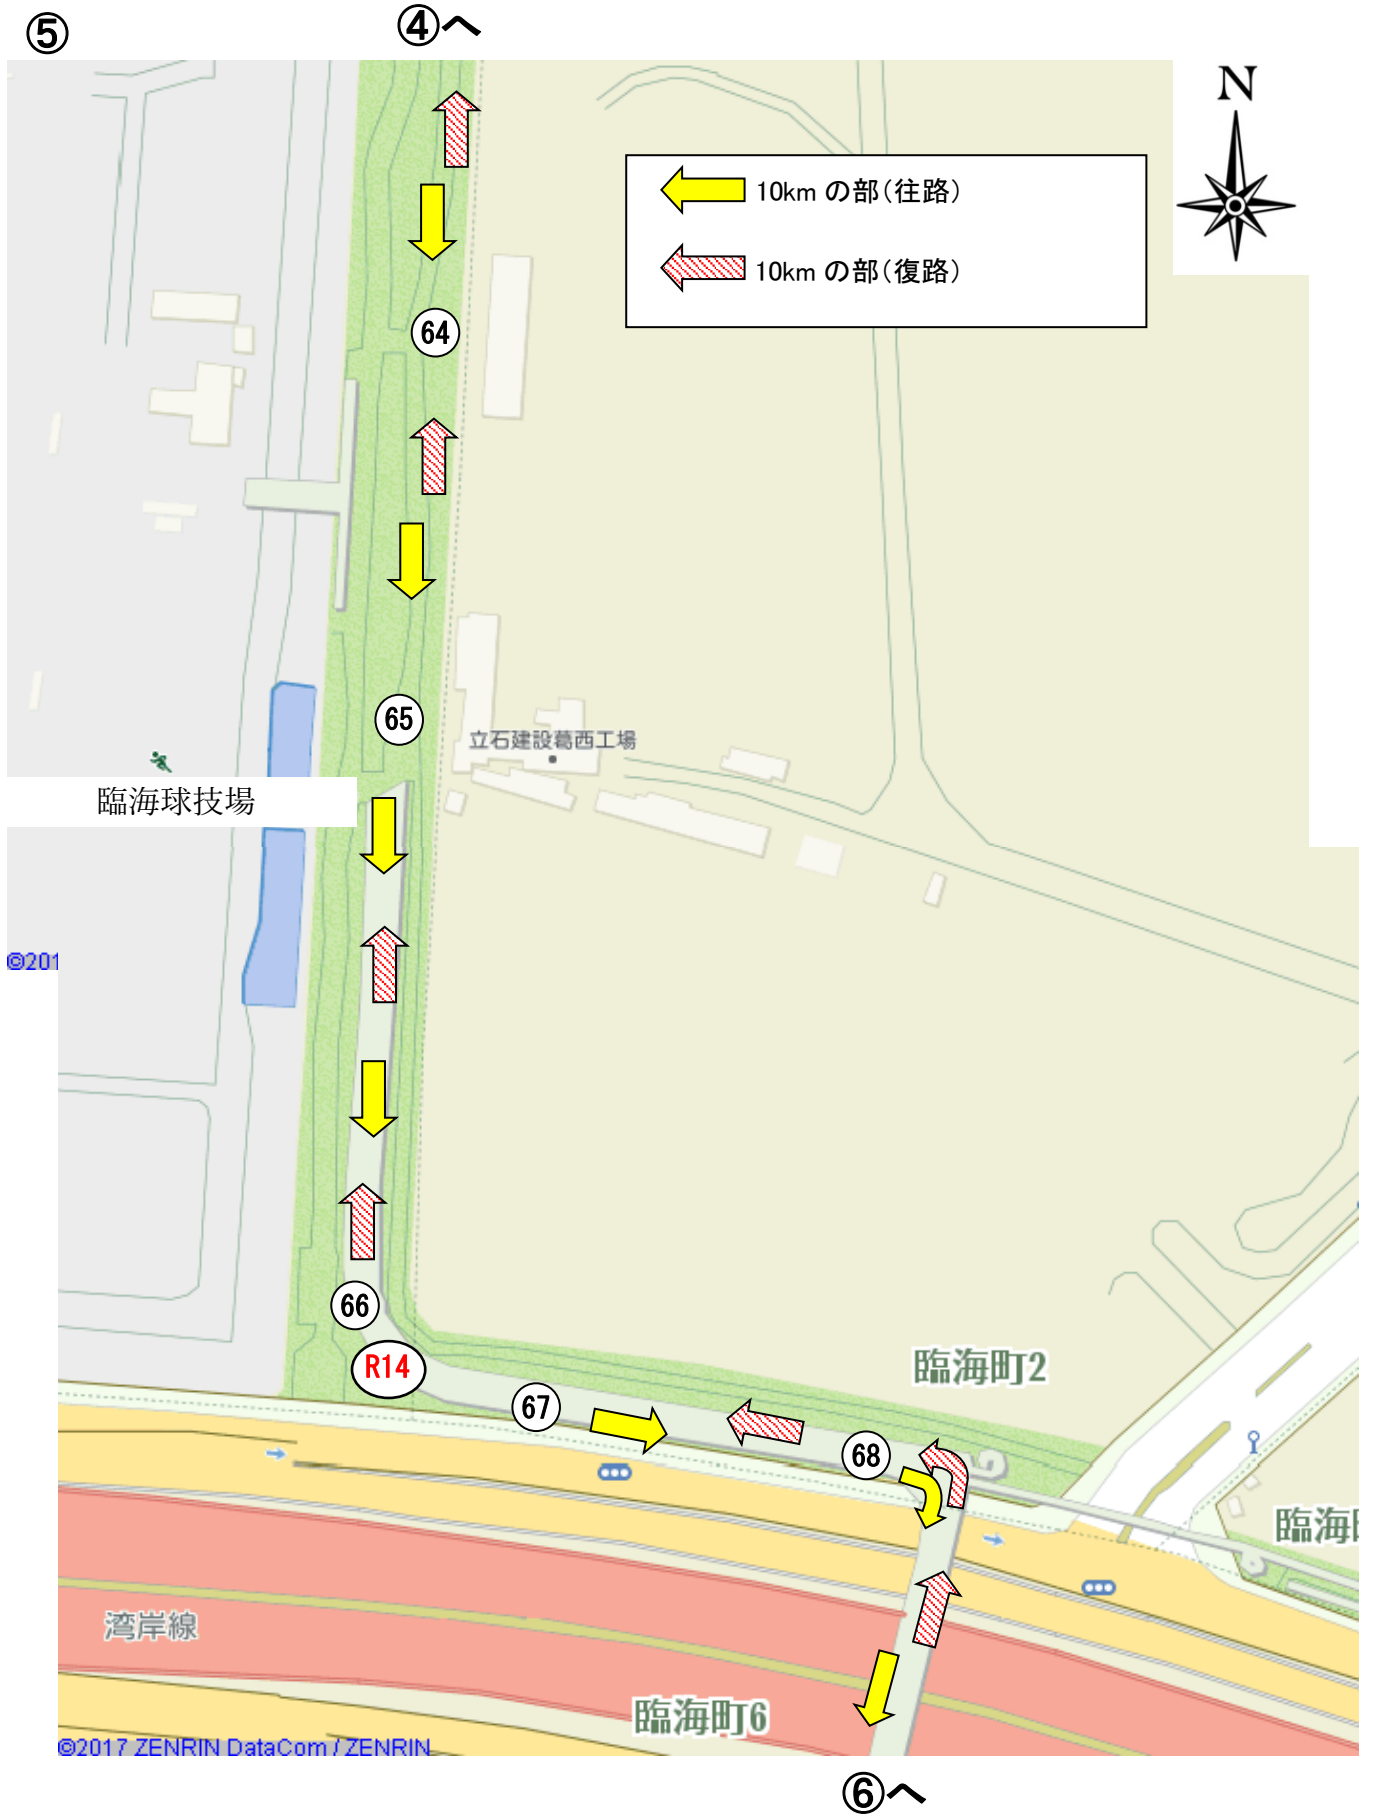 ⑤
④へ
N
10km の部（往路）
10km の部（復路）
64
65
立石建設葛西工場
臨海球技場
©201
66
R14
67
68
臨海町2
臨海
湾岸線
臨海町6
©2017 ZENRIN DataCom / ZENRIN
⑥へ